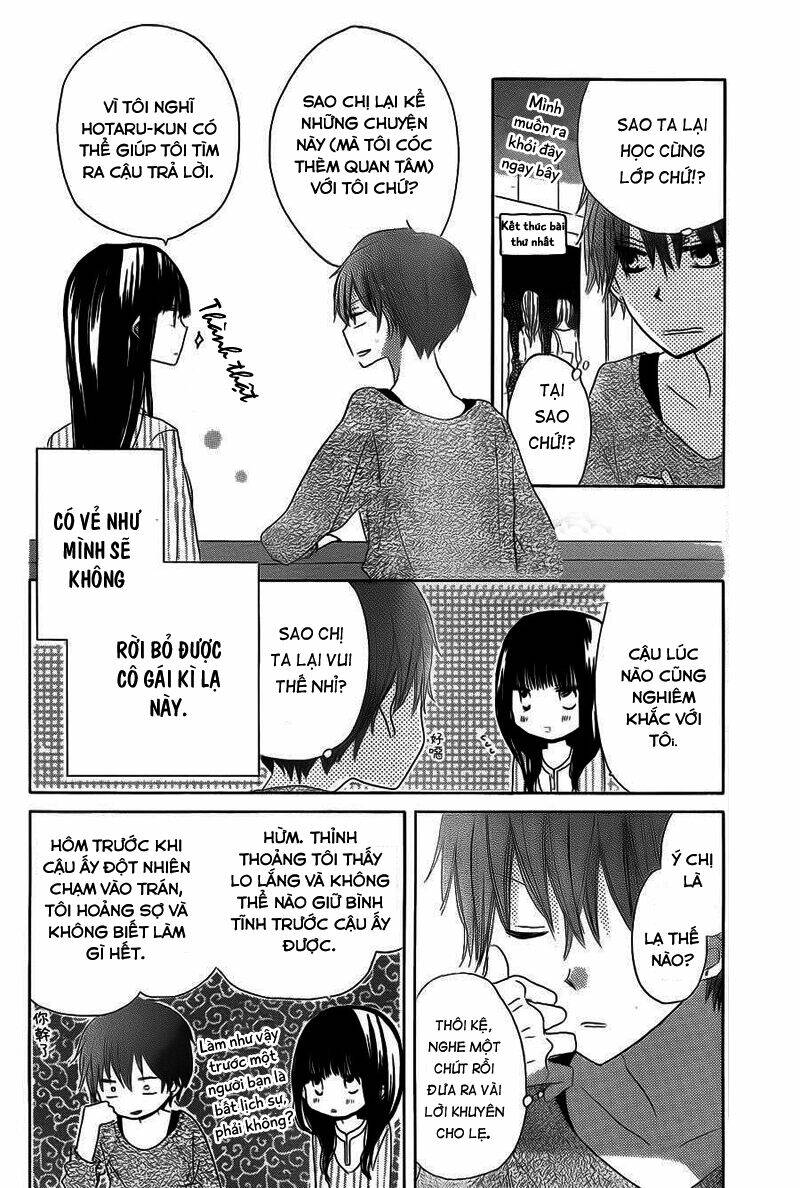 SAO TA LẠI
HỌC CÙNG
LỚP CHỨ!?
Mình
muốn ra
khỏi đây
ngay bây
Kết thúc bài
thứ nhất
TẠI
SAO
CHỨ!?
SAO CHỊ LẠI KỂ
NHỮNG CHUYỆN
NÀY (MÀ TÔI CÓC
THÈM QUAN TÂM)
VỚI TÔI CHỨ?
VÌ TÔI NGHĨ
HOTARU-KUN CÓ
THỂ GIÚP TÔI TÌM
RA CẬU TRẢ LỜI.
Thành thật
CÓ VẺ NHƯ
MÌNH SẼ
KHÔNG
RỜI BỎ ĐƯỢC
CÔ GÁI KÌ LẠ
NÀY.
CẬU LÚC
NÀO CŨNG
NGHIÊM
KHẮC VỚI
TÔI.
SAO CHỊ
TA LẠI VUI
THẾ NHỈ?
好唔
Ý CHỊ
LÀ
LẠ THẾ
NÀO?
THÔI KỆ,
NGHE MỘT
CHÚT RỒI
ĐƯA RA VÀI
LỜI KHUYÊN
CHO LẸ.
HỪM. THỈNH
THOẢNG TÔI THẤY
LO LẮNG VÀ KHÔNG
THỂ NÀO GIỮ BÌNH
TĨNH TRƯỚC CẬU ẤY
ĐƯỢC.
HÔM TRƯỚC KHI
CẬU ẤY ĐỘT NHIÊN
CHẠM VÀO TRÁN,
TÔI HOẢNG SỢ VÀ
KHÔNG BIẾT LÀM
GÌ HẾT.
Làm như vậy
trước một
người bạn là
bất lịch sự,
phải không?
你幹了